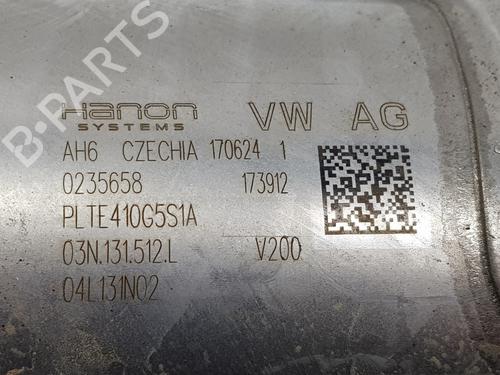 Hanon VW AG
SYSTEMS
AH6 CZECHIA 170624 1
0235658 173912
PLTE410G5S1A
03N.131.512.L V200
04L131N02
B-PARTS